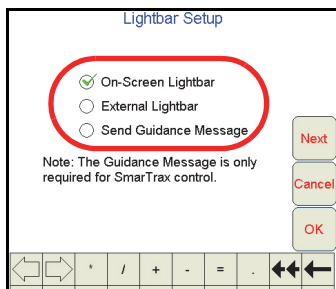 Lightbar Setup
On-Screen Lightbar
External Lightbar
Send Guidance Message
Next
Note: The Guidance Message is only
required for SmarTrax control.
Cancel
OK
* / + - = .